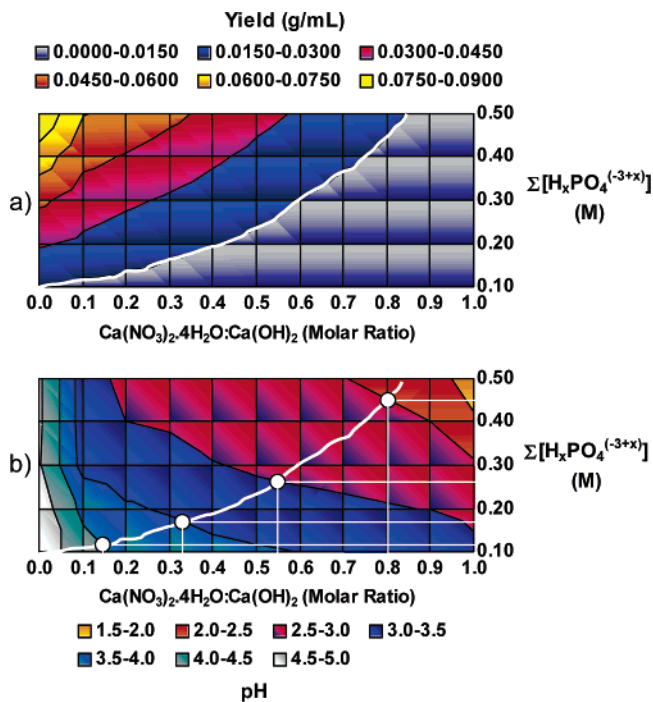 Yield (g/mL)
0.0000-0.0150 0.0150-0.0300 0.0300-0.0450
0.0450-0.0600 0.0600-0.0750 0.0750-0.0900
a)
0.50
0.40
0.30
0.20
0.10
Σ[HₓPO₄⁽⁻³⁺ˣ⁾]
(M)
0.0 0.1 0.2 0.3 0.4 0.5 0.6 0.7 0.8 0.9 1.0
Ca(NO₃)₂.4H₂O:Ca(OH)₂ (Molar Ratio)
b)
0.50
0.40
0.30
0.20
0.10
Σ[HₓPO₄⁽⁻³⁺ˣ⁾]
(M)
0.0 0.1 0.2 0.3 0.4 0.5 0.6 0.7 0.8 0.9 1.0
Ca(NO₃)₂.4H₂O:Ca(OH)₂ (Molar Ratio)
1.5-2.0 2.0-2.5 2.5-3.0 3.0-3.5
3.5-4.0 4.0-4.5 4.5-5.0
pH